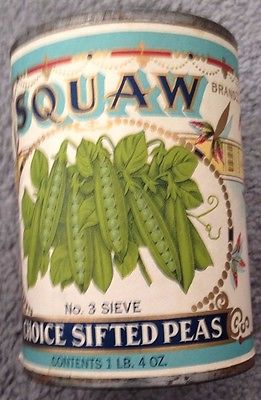 SQUAW
BRAND
No. 3 SIEVE
CHOICE SIFTED PEAS
CONTENTS 1 LB. 4 OZ.